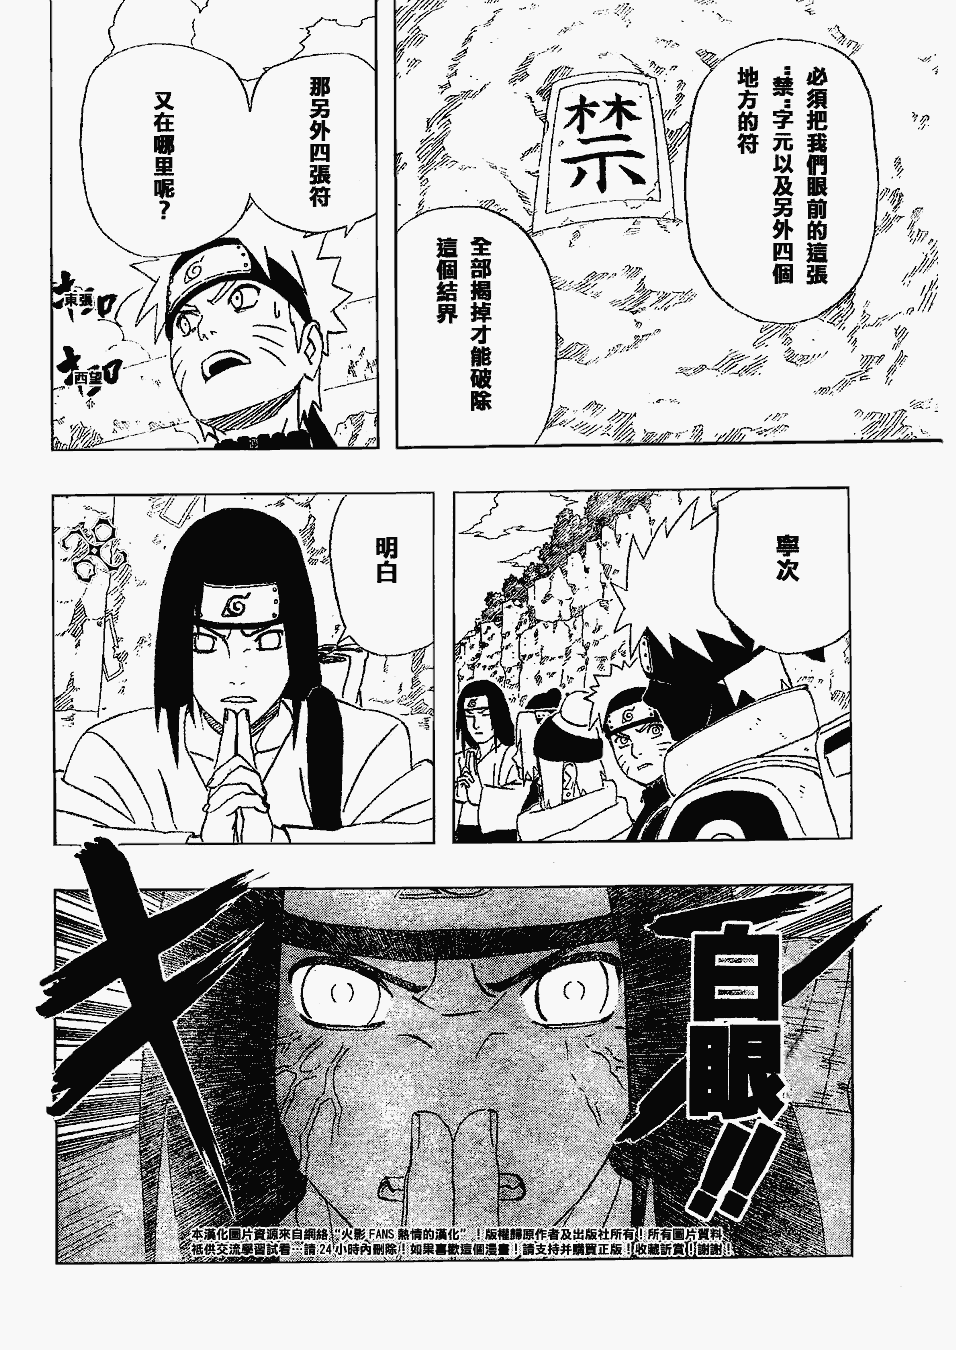 必須把我們眼前的這張
"禁"字元以及另外四個
地方的符
禁
全部揭掉才能破除
這個結界
那另外四張符
又在哪里呢？
東張
西望
寧次
明白
白眼!!
本漢化圖片資源來自網絡“火影FANS熱情的漢化”！版權歸原作者及出版社所有！所有圖片資料
祗供交流學習試看…請24小時內刪除！如果喜歡這個漫畫！請支持并購買正版！收藏訢賞！謝謝！